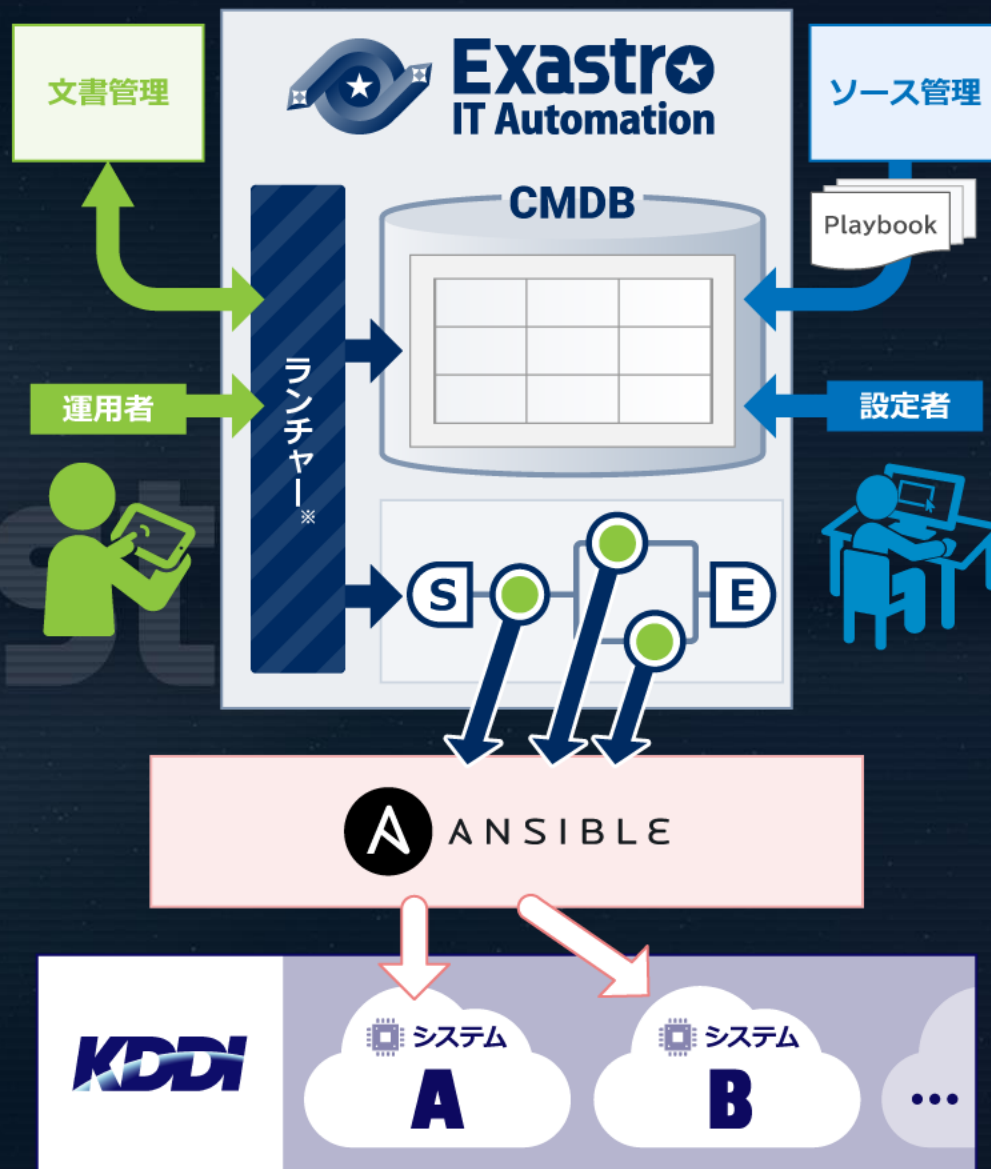 文書管理
Exastro
IT Automation
ソース管理
CMDB
Playbook
ランチャー※
運用者
設定者
st
S
E
A ANSIBLE
KDDI
システム
A
システム
B
...